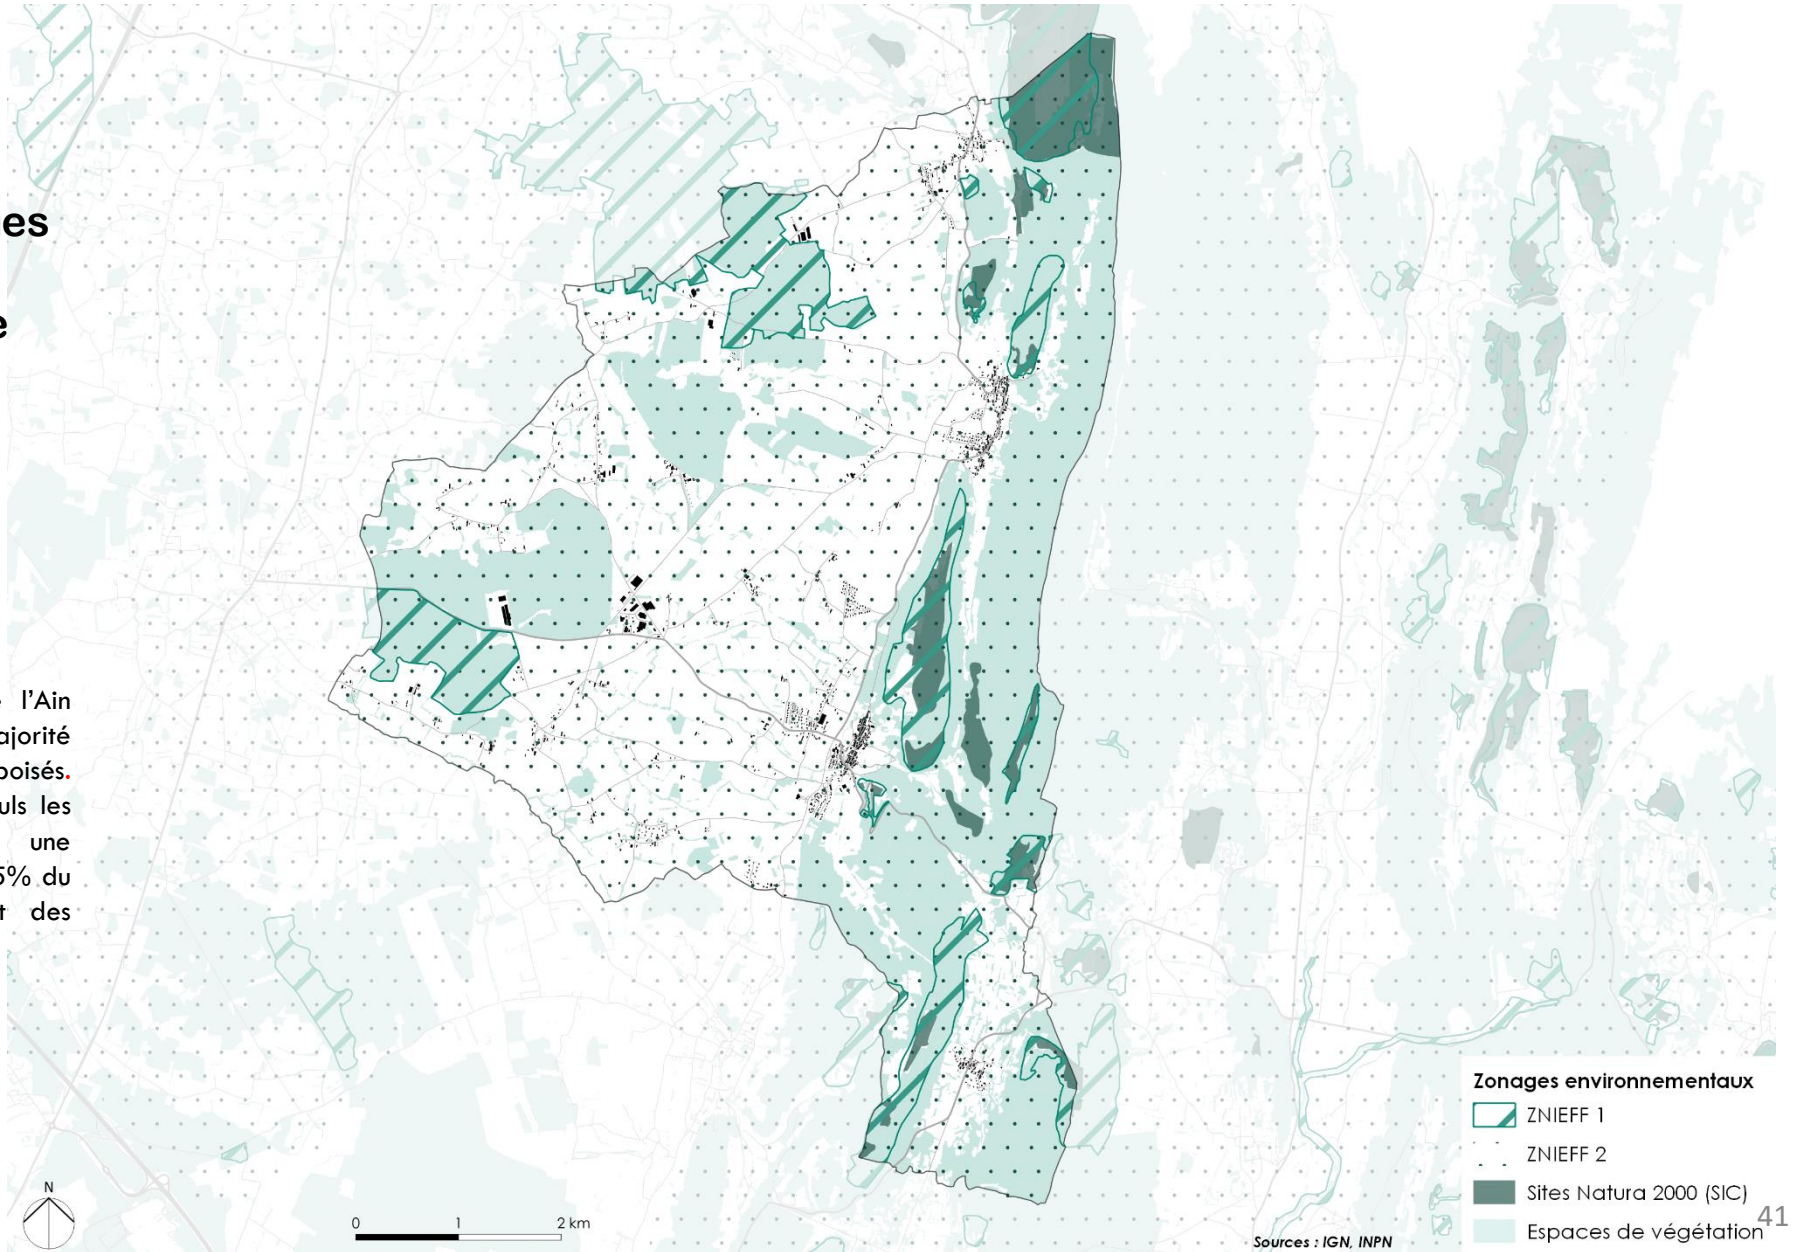 es
e
l'Ain
ajorité
boisés.
uls les
une
5% du
t des
N
0 1 2 km
Zonages environnementaux
ZNIEFF 1
ZNIEFF 2
Sites Natura 2000 (SIC)
Espaces de végétation
Sources : IGN, INPN
41